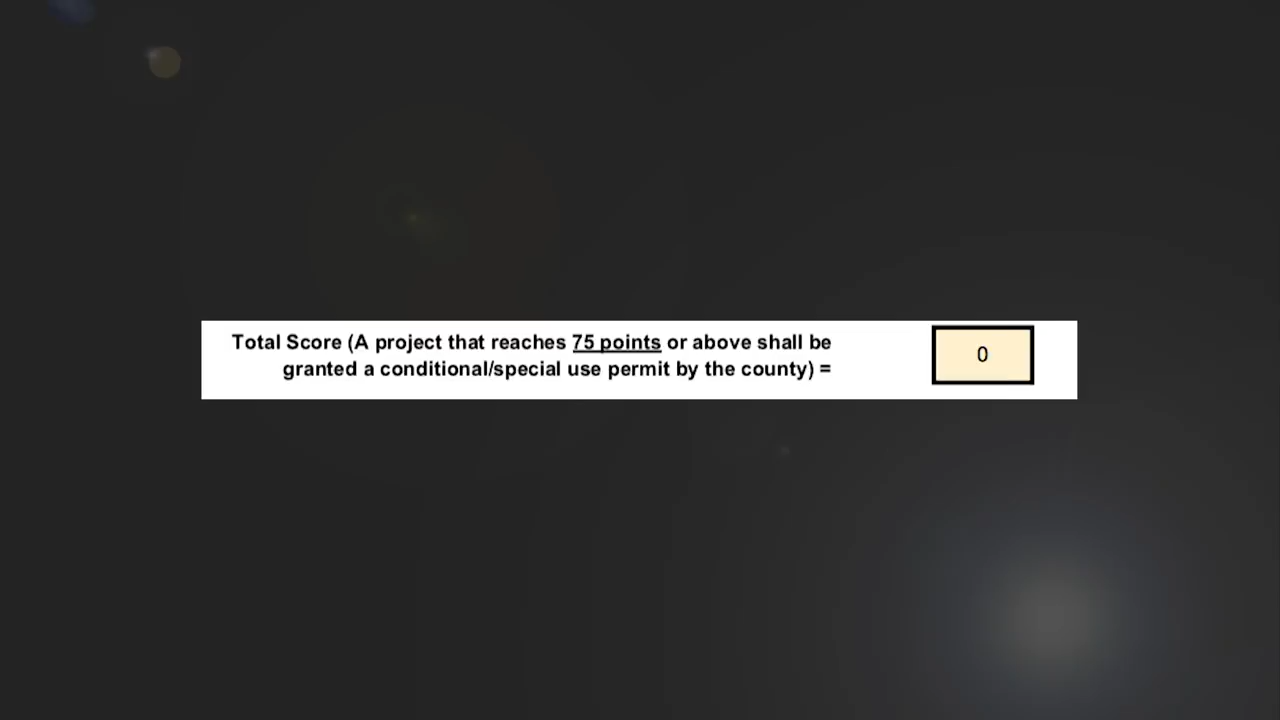 Total Score (A project that reaches 75 points or above shall be
granted a conditional/special use permit by the county) =
0